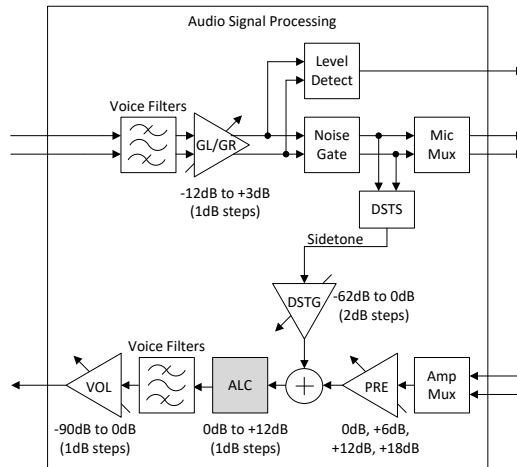 Audio Signal Processing
Level
Detect
Voice Filters
GL/GR
Noise
Gate
Mic
Mux
-12dB to +3dB
(1dB steps)
DSTS
Sidetone
DSTG
-62dB to 0dB
(2dB steps)
Voice Filters
VOL
ALC
PRE
Amp
Mux
-90dB to 0dB
(1dB steps)
0dB to +12dB
(1dB steps)
0dB, +6dB,
+12dB, +18dB